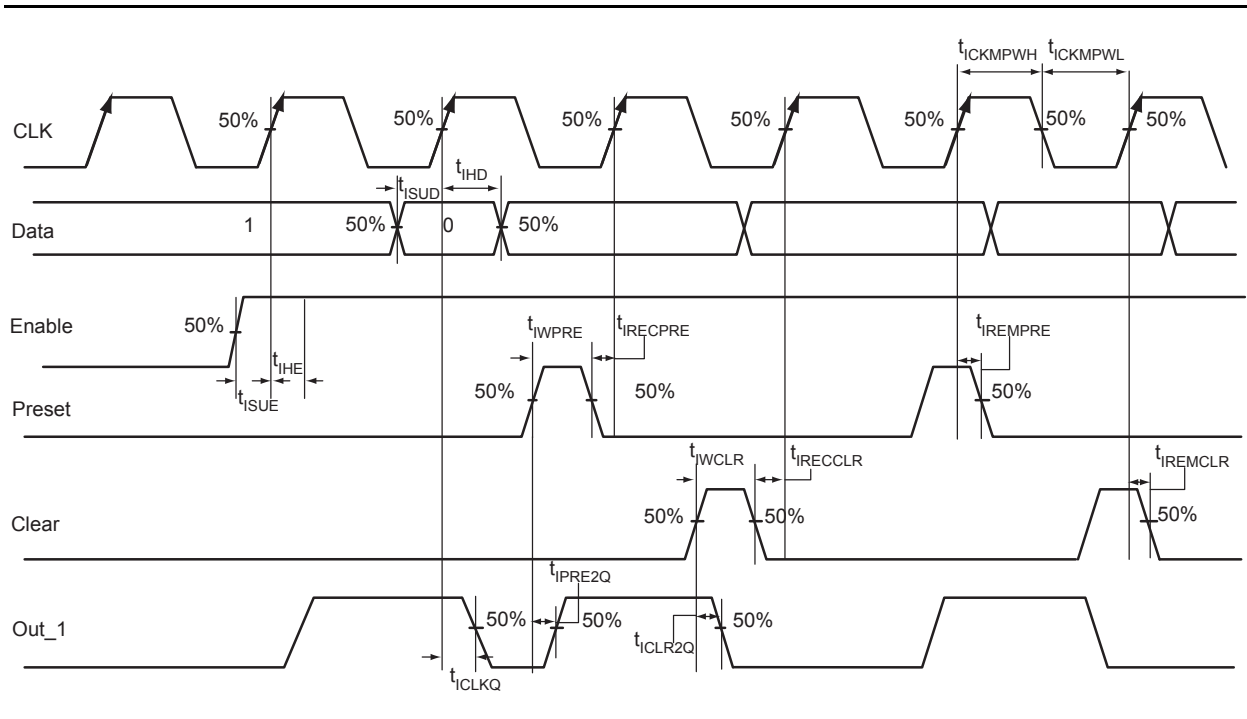 tICKMPWH tICKMPWL
CLK 50% 50% 50% 50% 50% 50% 50%
tISUD tIHD
Data 1 50% 0 50%
Enable 50% tIWPRE tIRECPRE tIREMPRE
tIHE
tISUE
Preset 50% 50% 50%
tIWCLR tIRECCLR tIREMCLR
Clear 50% 50% 50%
tIPRE2Q
Out_1 50% 50% tICLR2Q 50%
tICLKQ